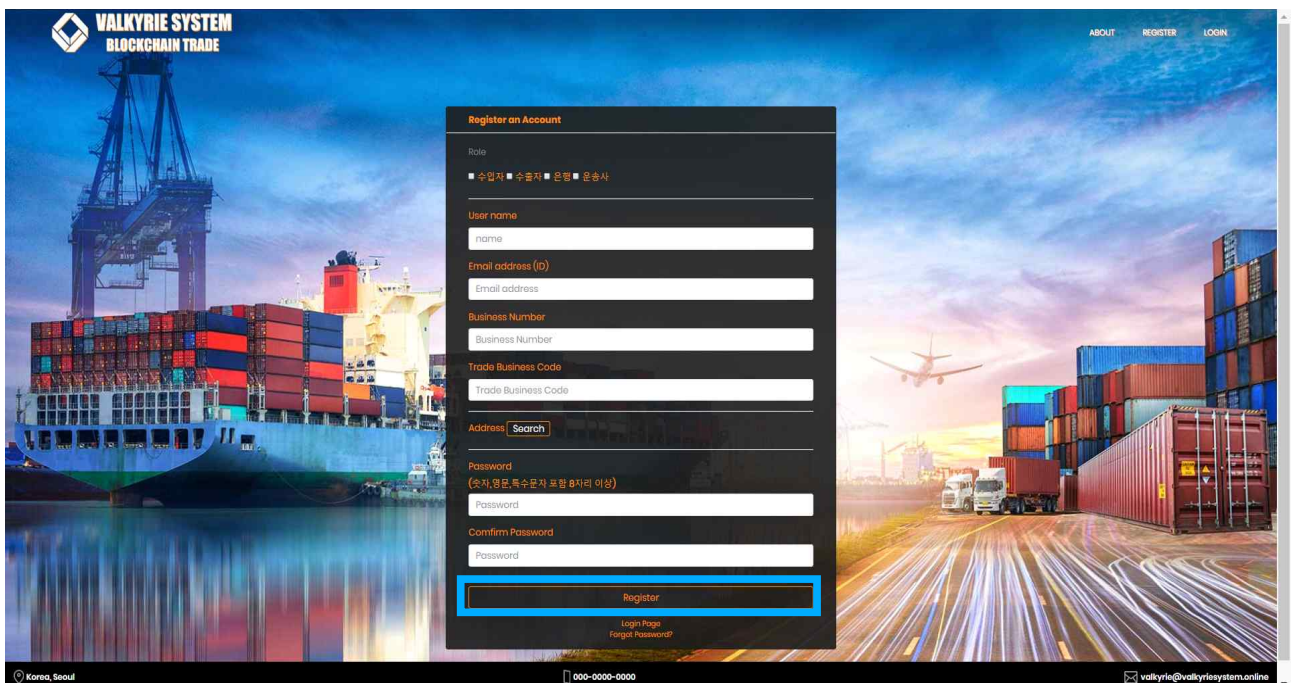 VALKYRIE SYSTEM
BLOCKCHAIN TRADE
ABOUT REGISTER LOGIN
Register an Account
Role
수입자 수출자 은행 운송사
User name
name
Email address (ID)
Email address
Business Number
Business Number
Trade Business Code
Trade Business Code
Address Search
Password
(숫자,영문,특수문자 포함 8자리 이상)
Password
Comfirm Password
Password
Register
Login Page
Forgot Password?
Korea, Seoul 000-0000-0000 valkyrie@valkyriesystem.online